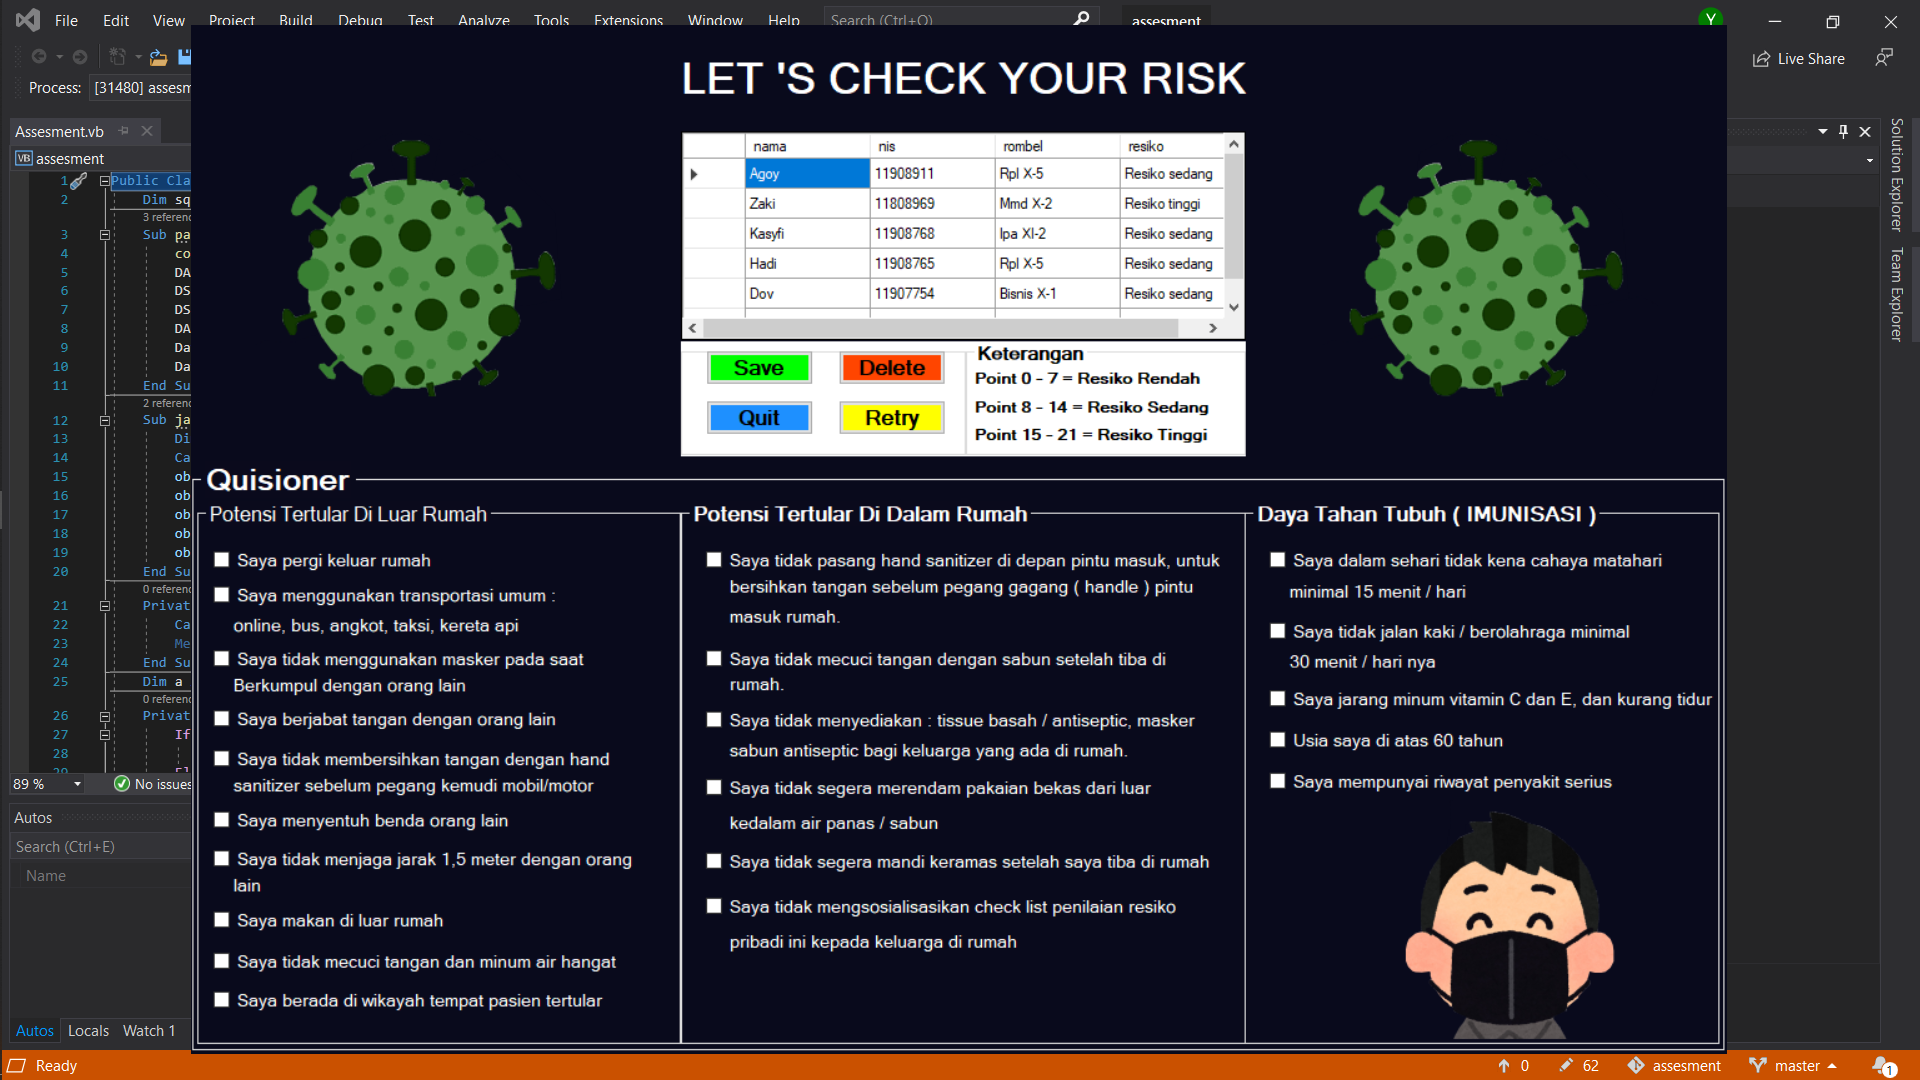 File Edit View Project Build Debug Test Analyze Tools Extensions Window Help Search (Ctrl+Q) assesment Y
Live Share
Process: [31480] assesm
Assesment.vb
VB assesment
Solution Explorer
Team Explorer
1 Public Cla
2 Dim sq
3 referenc
3 Sub pa
4 co
5 DA
6 DS
7 DS
8 DA
9 Da
10 Da
11 End Su
2 referenc
12 Sub ja
13 Di
14 Ca
15 ob
16 ob
17 ob
18 ob
19 ob
20 End Su
0 referenc
21 Privat
22 Ca
23 Me
24 End Su
25 Dim a
0 referenc
26 Privat
27 If
28
29 El
89 % No issues
Autos
Search (Ctrl+E)
Name
Autos Locals Watch 1
LET 'S CHECK YOUR RISK
nama nis rombel resiko
Agoy 11908911 Rpl X-5 Resiko sedang
Zaki 11808969 Mmd X-2 Resiko tinggi
Kasyfi 11908768 Ipa XI-2 Resiko sedang
Hadi 11908765 Rpl X-5 Resiko sedang
Dov 11907754 Bisnis X-1 Resiko sedang
Save Delete
Quit Retry
Keterangan
Point 0 - 7 = Resiko Rendah
Point 8 - 14 = Resiko Sedang
Point 15 - 21 = Resiko Tinggi
Quisioner
Potensi Tertular Di Luar Rumah
Saya pergi keluar rumah
Saya menggunakan transportasi umum :
online, bus, angkot, taksi, kereta api
Saya tidak menggunakan masker pada saat
Berkumpul dengan orang lain
Saya berjabat tangan dengan orang lain
Saya tidak membersihkan tangan dengan hand
sanitizer sebelum pegang kemudi mobil/motor
Saya menyentuh benda orang lain
Saya tidak menjaga jarak 1,5 meter dengan orang
lain
Saya makan di luar rumah
Saya tidak mecuci tangan dan minum air hangat
Saya berada di wikayah tempat pasien tertular
Potensi Tertular Di Dalam Rumah
Saya tidak pasang hand sanitizer di depan pintu masuk, untuk
bersihkan tangan sebelum pegang gagang ( handle ) pintu
masuk rumah.
Saya tidak mecuci tangan dengan sabun setelah tiba di
rumah.
Saya tidak menyediakan : tissue basah / antiseptic, masker
sabun antiseptic bagi keluarga yang ada di rumah.
Saya tidak segera merendam pakaian bekas dari luar
kedalam air panas / sabun
Saya tidak segera mandi keramas setelah saya tiba di rumah
Saya tidak mengsosialisasikan check list penilaian resiko
pribadi ini kepada keluarga di rumah
Daya Tahan Tubuh ( IMUNISASI )
Saya dalam sehari tidak kena cahaya matahari
minimal 15 menit / hari
Saya tidak jalan kaki / berolahraga minimal
30 menit / hari nya
Saya jarang minum vitamin C dan E, dan kurang tidur
Usia saya di atas 60 tahun
Saya mempunyai riwayat penyakit serius
Ready 0 62 assesment master 1